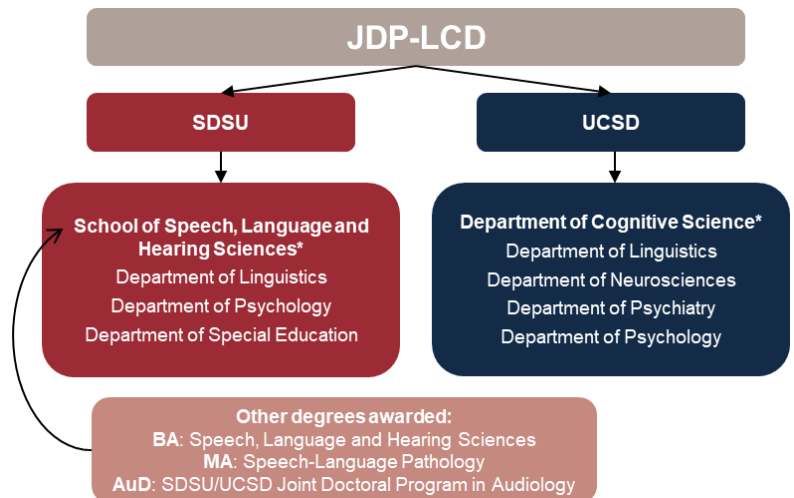 JDP-LCD
SDSU
UCSD
School of Speech, Language and
Hearing Sciences*
Department of Linguistics
Department of Psychology
Department of Special Education
Department of Cognitive Science*
Department of Linguistics
Department of Neurosciences
Department of Psychiatry
Department of Psychology
Other degrees awarded:
BA: Speech, Language and Hearing Sciences
MA: Speech-Language Pathology
AuD: SDSU/UCSD Joint Doctoral Program in Audiology